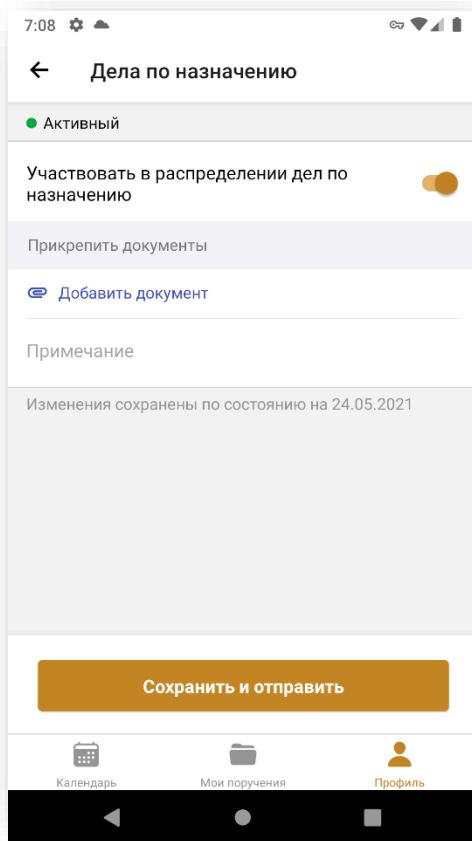 7:08
Дела по назначению
Активный
Участвовать в распределении дел по
назначению
Прикрепить документы
Добавить документ
Примечание
Изменения сохранены по состоянию на 24.05.2021
Сохранить и отправить
Календарь Мои поручения Профиль